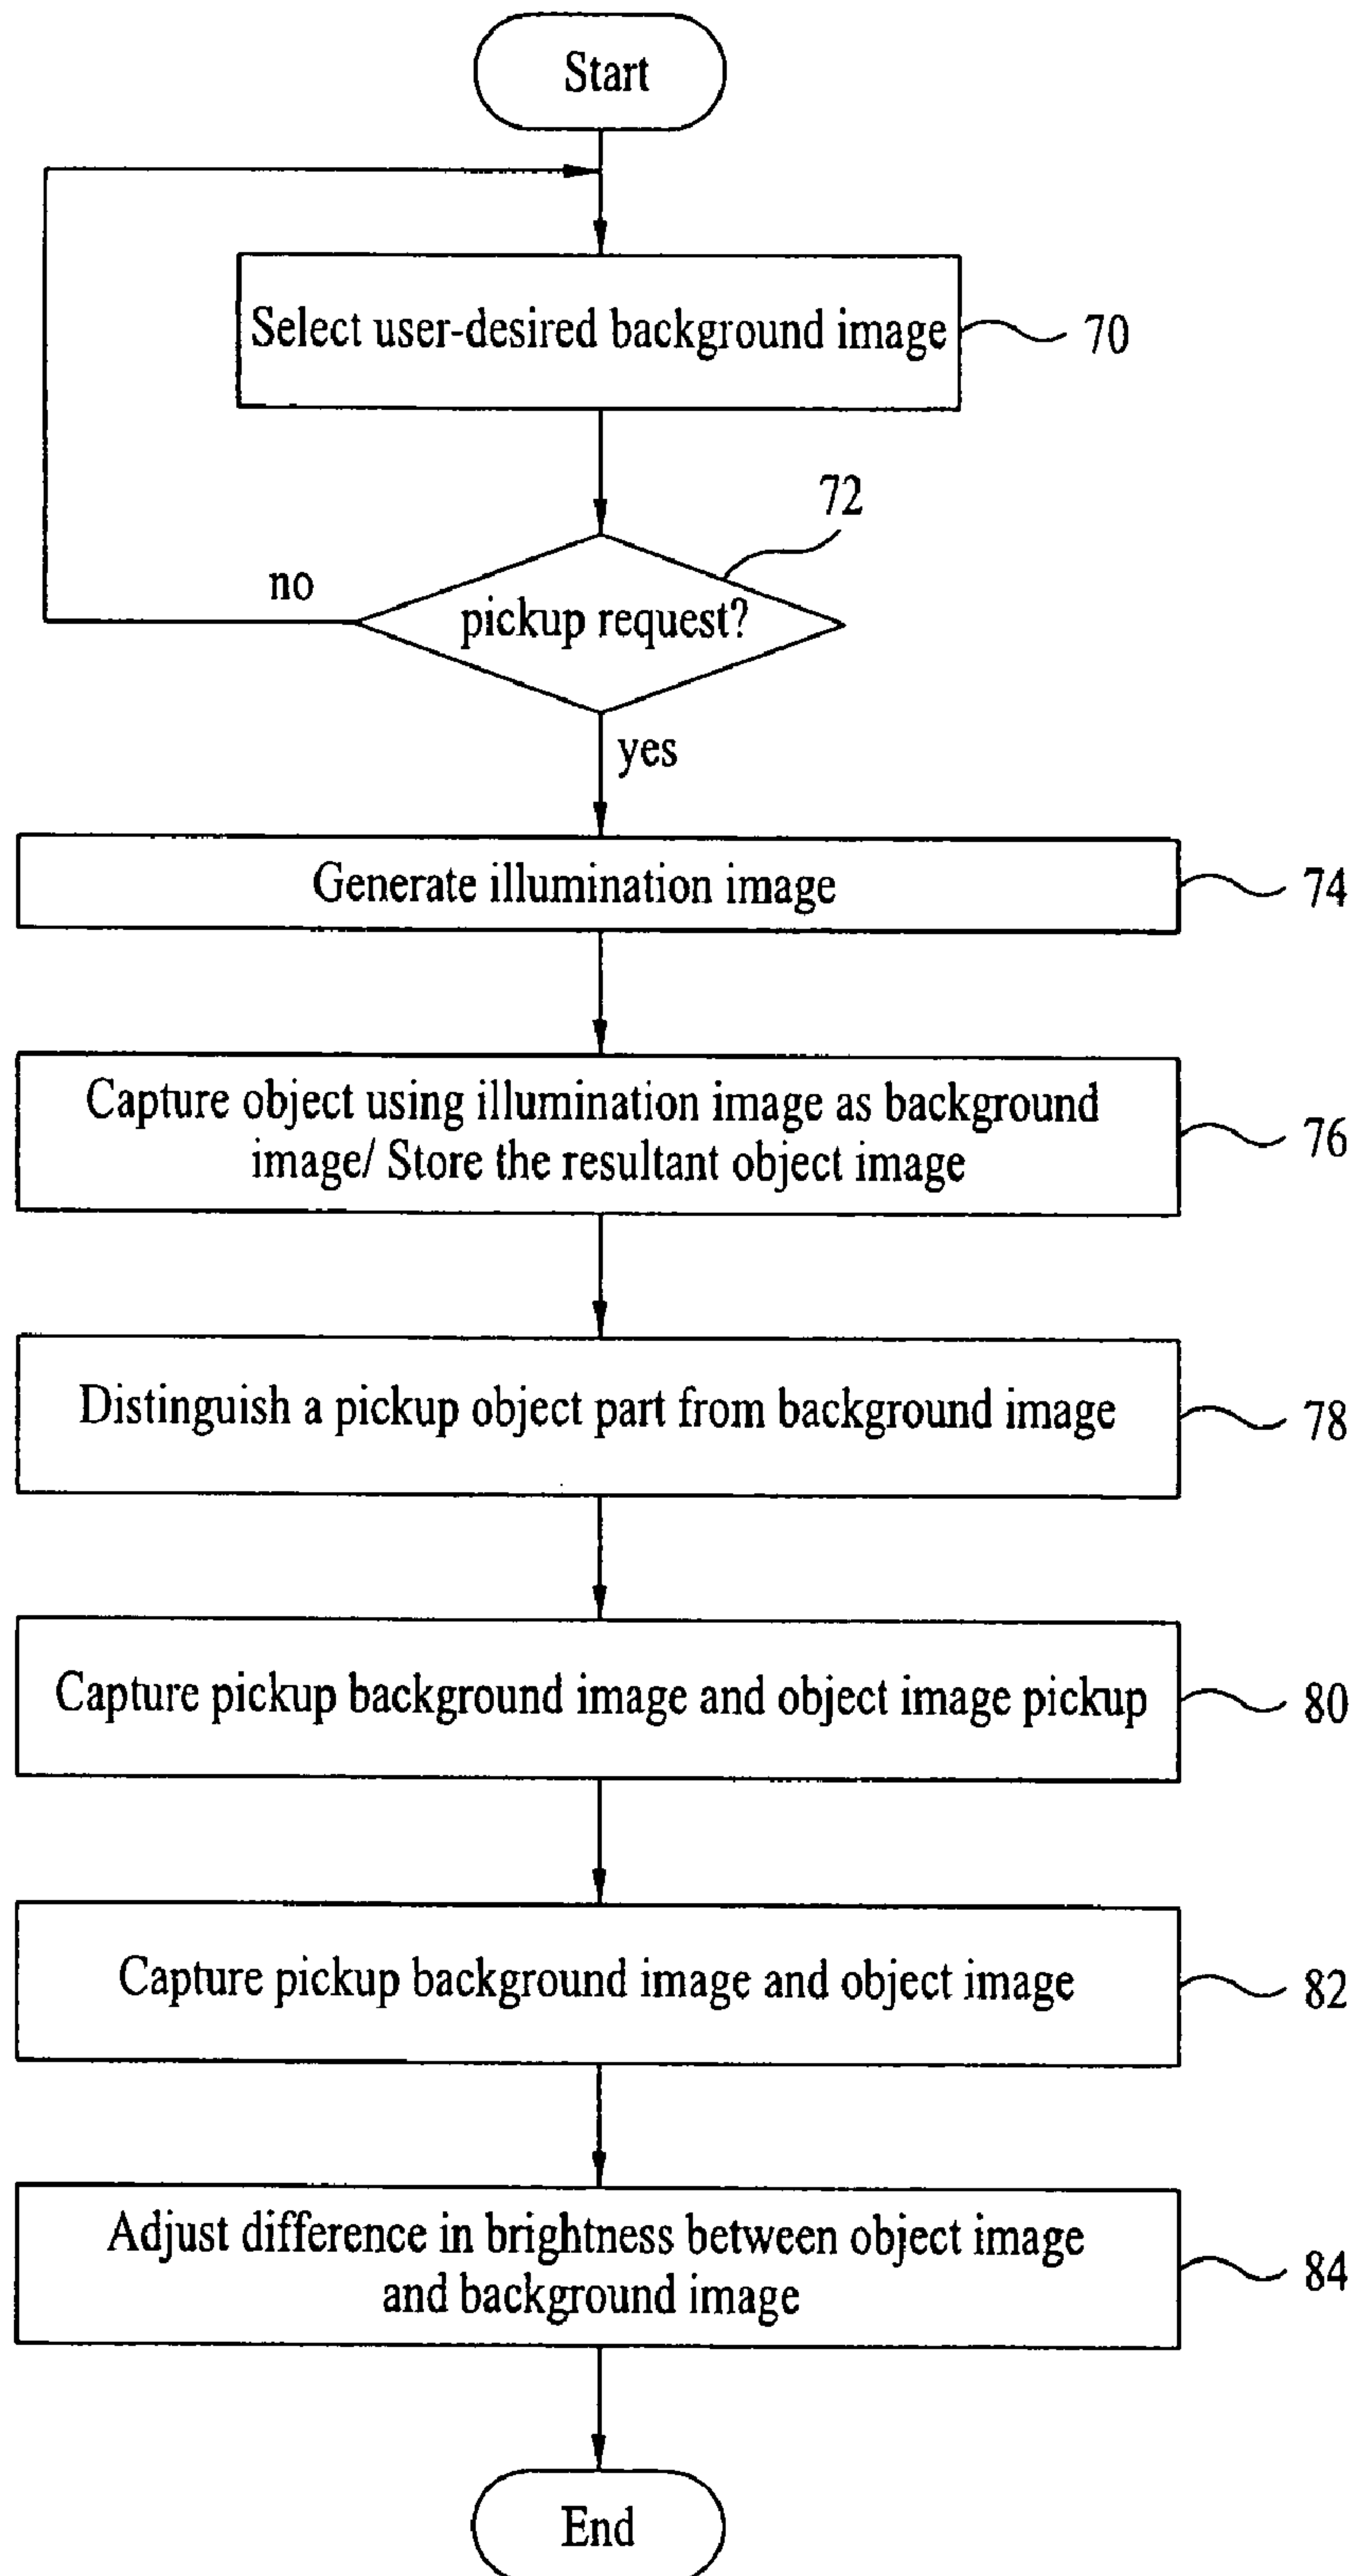 Start
Select user-desired background image
70
72
no
pickup request?
yes
Generate illumination image
74
Capture object using illumination image as background
image/ Store the resultant object image
76
Distinguish a pickup object part from background image
78
Capture pickup background image and object image pickup
80
Capture pickup background image and object image
82
Adjust difference in brightness between object image
and background image
84
End